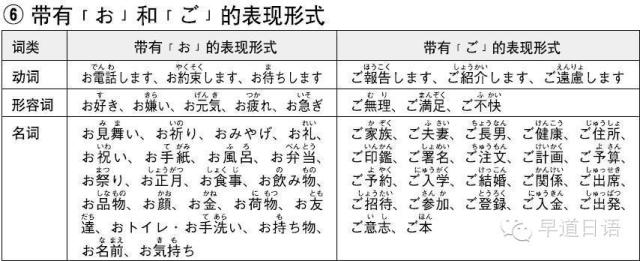 ⑥ 带有「お」和「ご」的表现形式
词类 带有「お」的表现形式 带有「ご」的表现形式
动词 お電話します、お約束します、お待ちします ご報告します、ご紹介します、ご遠慮します
形容词 お好き、お嫌い、お元気、お疲れ、お急ぎ ご無理、ご満足、ご不快
名词 お見舞い、お祈り、おみやげ、お礼、
お祝い、お手紙、お風呂、お弁当、
お祭り、お正月、お食事、お飲み物、
お品物、お顔、お金、お荷物、お友
達、おトイレ・お手洗い、お持ち物、
お名前、お気持ち
ご家族、ご夫妻、ご長男、ご健康、ご住所、
ご印鑑、ご署名、ご注文、ご計画、ご予算、
ご予約、ご入学、ご結婚、ご関係、ご出席、
ご招待、ご参加、ご登録、ご入金、ご出発、
ご意志、ご本
早道日语